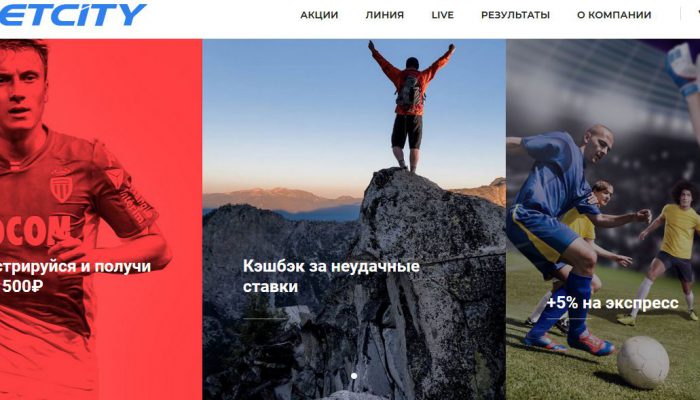 ETCITY
АКЦИИ ЛИНИЯ LIVE РЕЗУЛЬТАТЫ О КОМПАНИИ
OCOM
стрируйся и получи
500₽
Кэшбэк за неудачные
ставки
+5% на экспресс